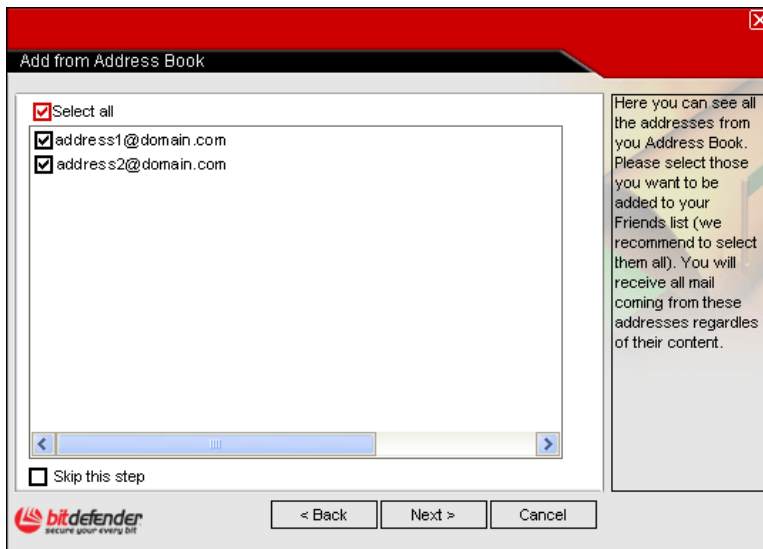 Add from Address Book
Select all
address1@domain.com
address2@domain.com
Skip this step
Here you can see all
the addresses from
you Address Book.
Please select those
you want to be
added to your
Friends list (we
recommend to select
them all). You will
receive all mail
coming from these
addresses regardles
of their content.
bitdefender
secure your every bit
< Back
Next >
Cancel